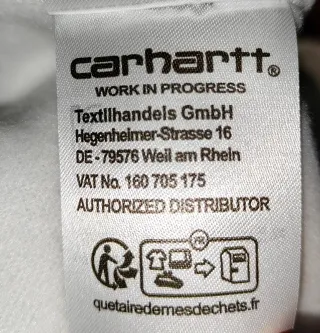 carhartt®
WORK IN PROGRESS
Textilhandels GmbH
Hegenheimer-Strasse 16
DE-79576 Weil am Rhein
VAT No. 160 705 175
AUTHORIZED DISTRIBUTOR
FR
quefairedemesdechets.fr